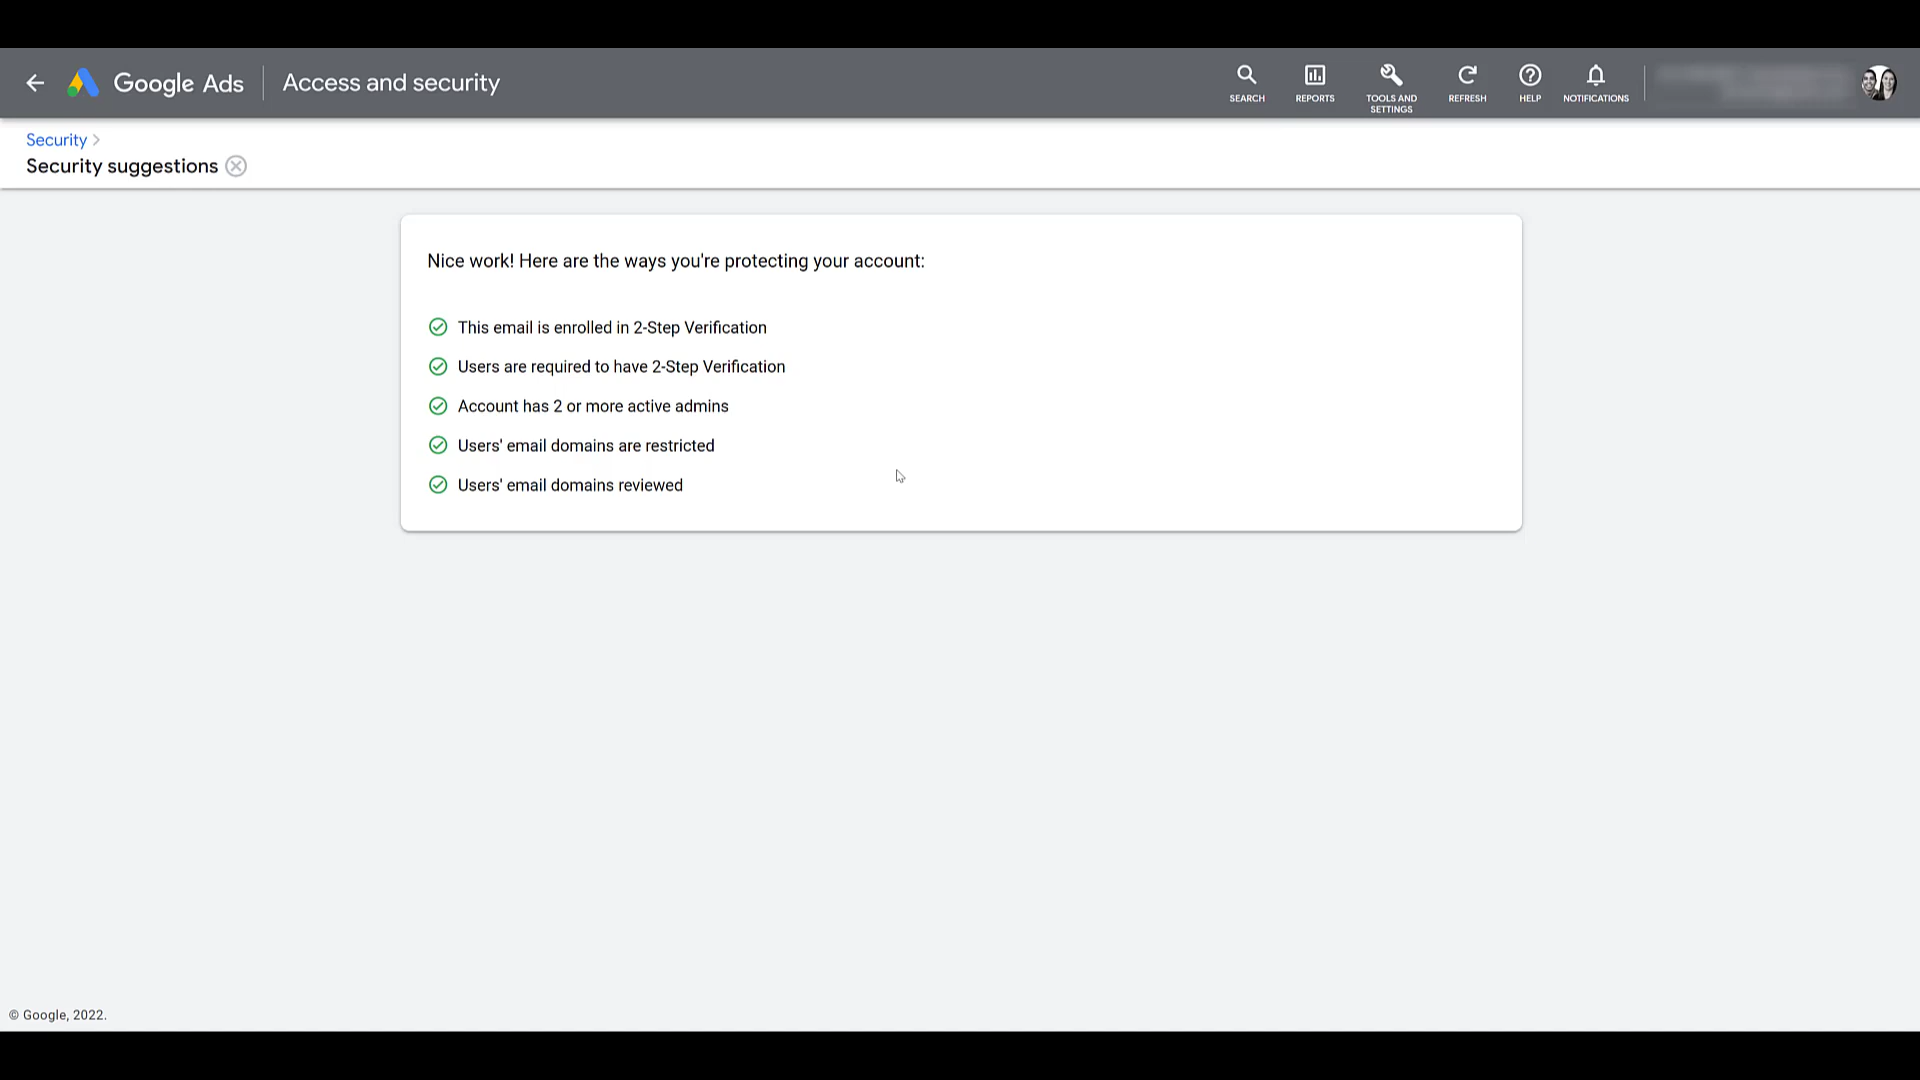 Google Ads
Access and security
SEARCH
REPORTS
TOOLS AND
SETTINGS
REFRESH
HELP
NOTIFICATIONS
Security
Security suggestions
Nice work! Here are the ways you're protecting your account:
This email is enrolled in 2-Step Verification
Users are required to have 2-Step Verification
Account has 2 or more active admins
Users' email domains are restricted
Users' email domains reviewed
© Google, 2022.